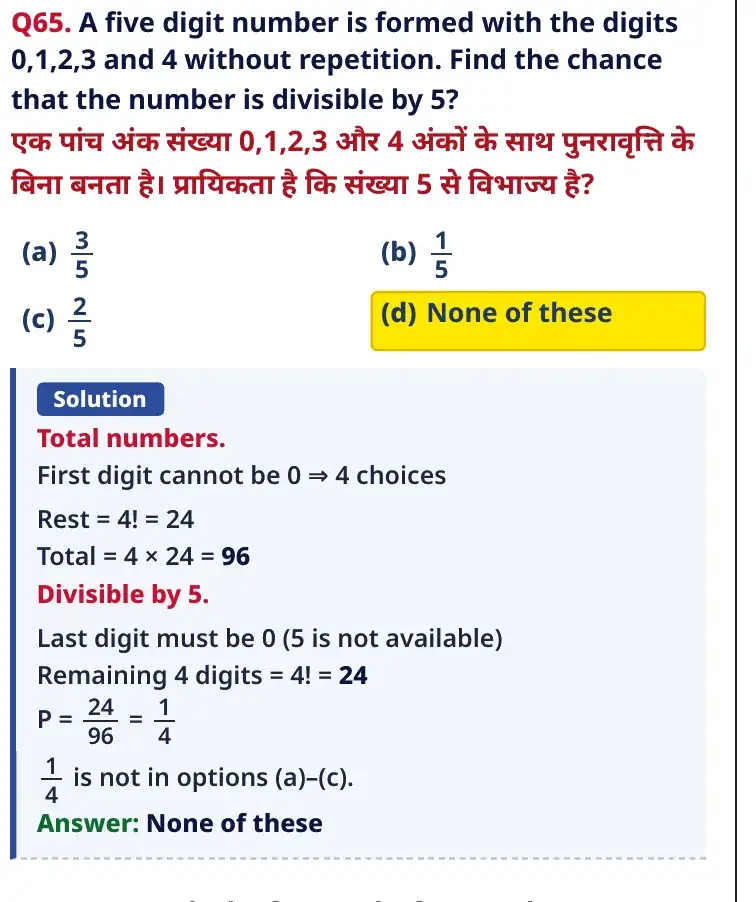 Q65. A five digit number is formed with the digits
0,1,2,3 and 4 without repetition. Find the chance
that the number is divisible by 5?
एक पांच अंक संख्या 0,1,2,3 और 4 अंकों के साथ पुनरावृत्ति के
बिना बनता है। प्रायिकता है कि संख्या 5 से विभाज्य है?
(a) 3/5 (b) 1/5
(c) 2/5 (d) None of these
Solution
Total numbers.
First digit cannot be 0 ⇒ 4 choices
Rest = 4! = 24
Total = 4 × 24 = 96
Divisible by 5.
Last digit must be 0 (5 is not available)
Remaining 4 digits = 4! = 24
P = 24/96 = 1/4
1/4 is not in options (a)–(c).
Answer: None of these